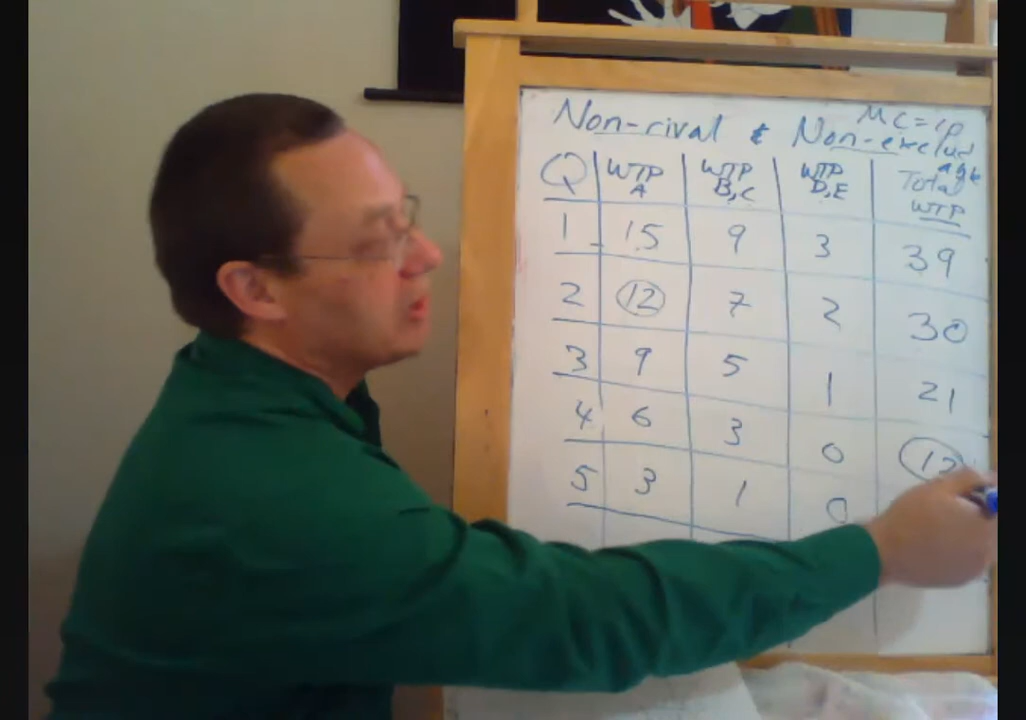 MC=10
Non-rival & Non-exclud
able
Q WTP A WTP B,C WTP D,E Total WTP
1 15 9 3 39
2 12 7 2 30
3 9 5 1 21
4 6 3 0 12
5 3 1 0